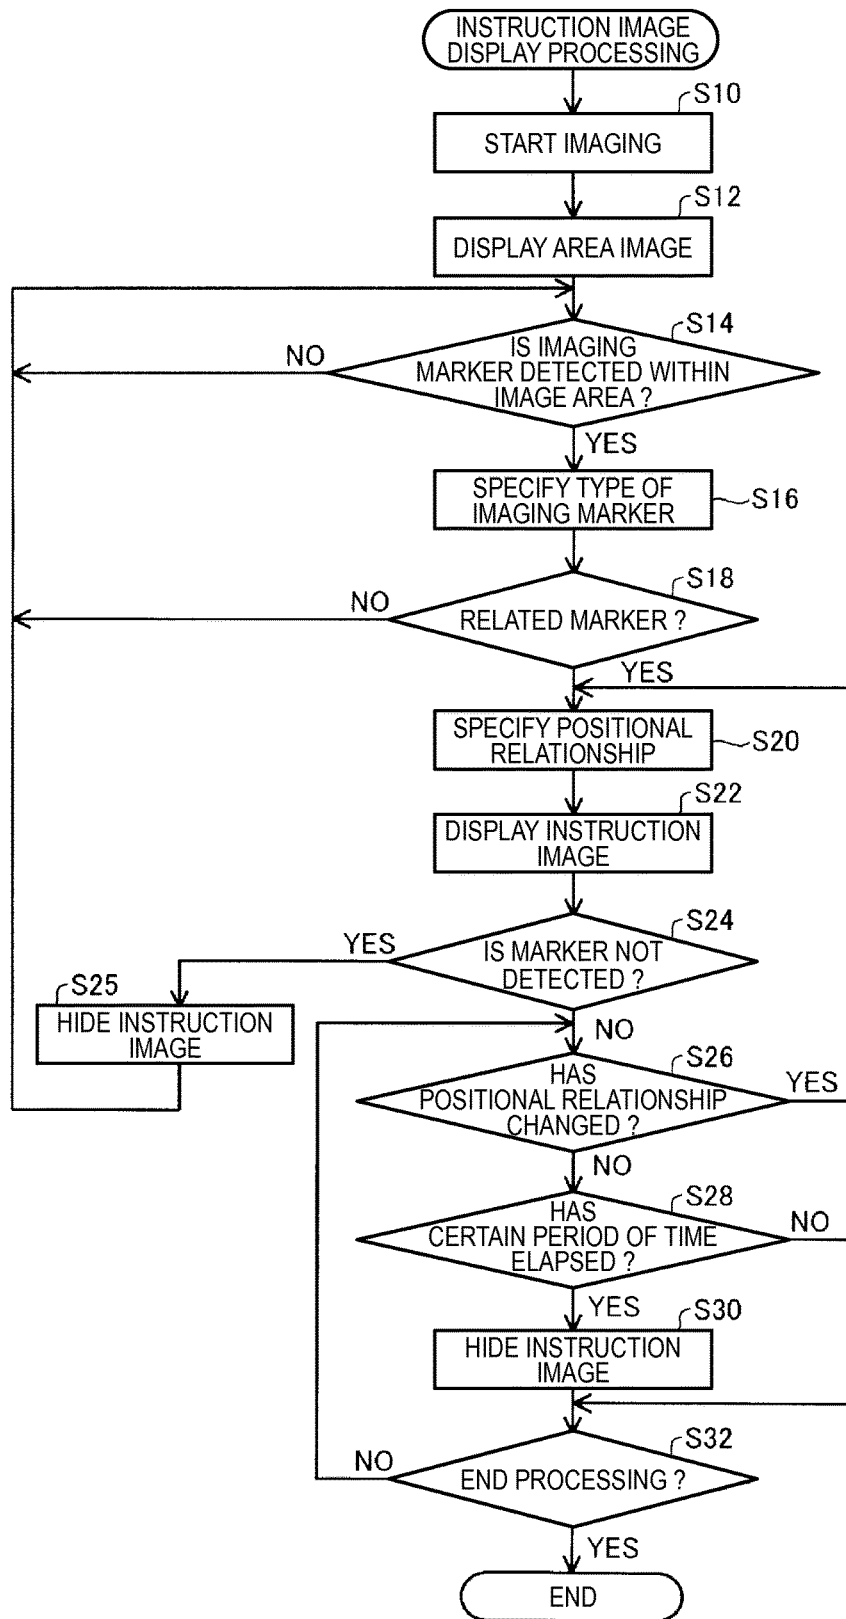 INSTRUCTION IMAGE
DISPLAY PROCESSING
S10
START IMAGING
S12
DISPLAY AREA IMAGE
S14
IS IMAGING
MARKER DETECTED WITHIN
IMAGE AREA ?
NO
YES
SPECIFY TYPE OF
IMAGING MARKER
S16
S18
RELATED MARKER ?
NO
YES
SPECIFY POSITIONAL
RELATIONSHIP
S20
S22
DISPLAY INSTRUCTION
IMAGE
S24
IS MARKER NOT
DETECTED ?
YES
S25
HIDE INSTRUCTION
IMAGE
NO
S26
HAS
POSITIONAL RELATIONSHIP
CHANGED ?
YES
NO
S28
HAS
CERTAIN PERIOD OF TIME
ELAPSED ?
NO
YES
S30
HIDE INSTRUCTION
IMAGE
S32
END PROCESSING ?
NO
YES
END